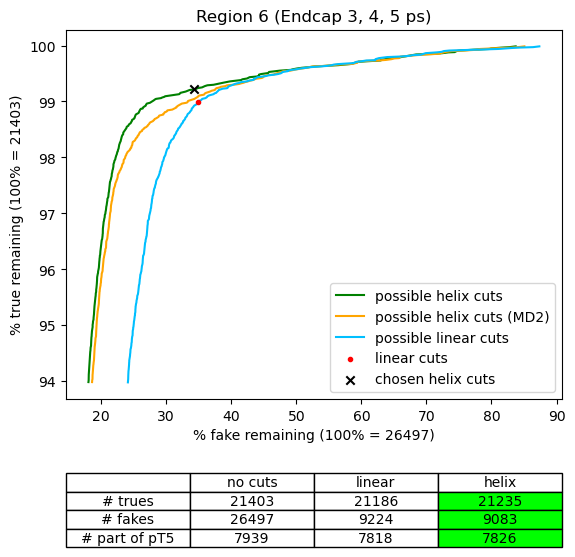 Region 6 (Endcap 3, 4, 5 ps)
% true remaining (100% = 21403)
100
99
98
97
96
95
94
possible helix cuts
possible helix cuts (MD2)
possible linear cuts
linear cuts
chosen helix cuts
20 30 40 50 60 70 80 90
% fake remaining (100% = 26497)
no cuts linear helix
# trues 21403 21186 21235
# fakes 26497 9224 9083
# part of pT5 7939 7818 7826